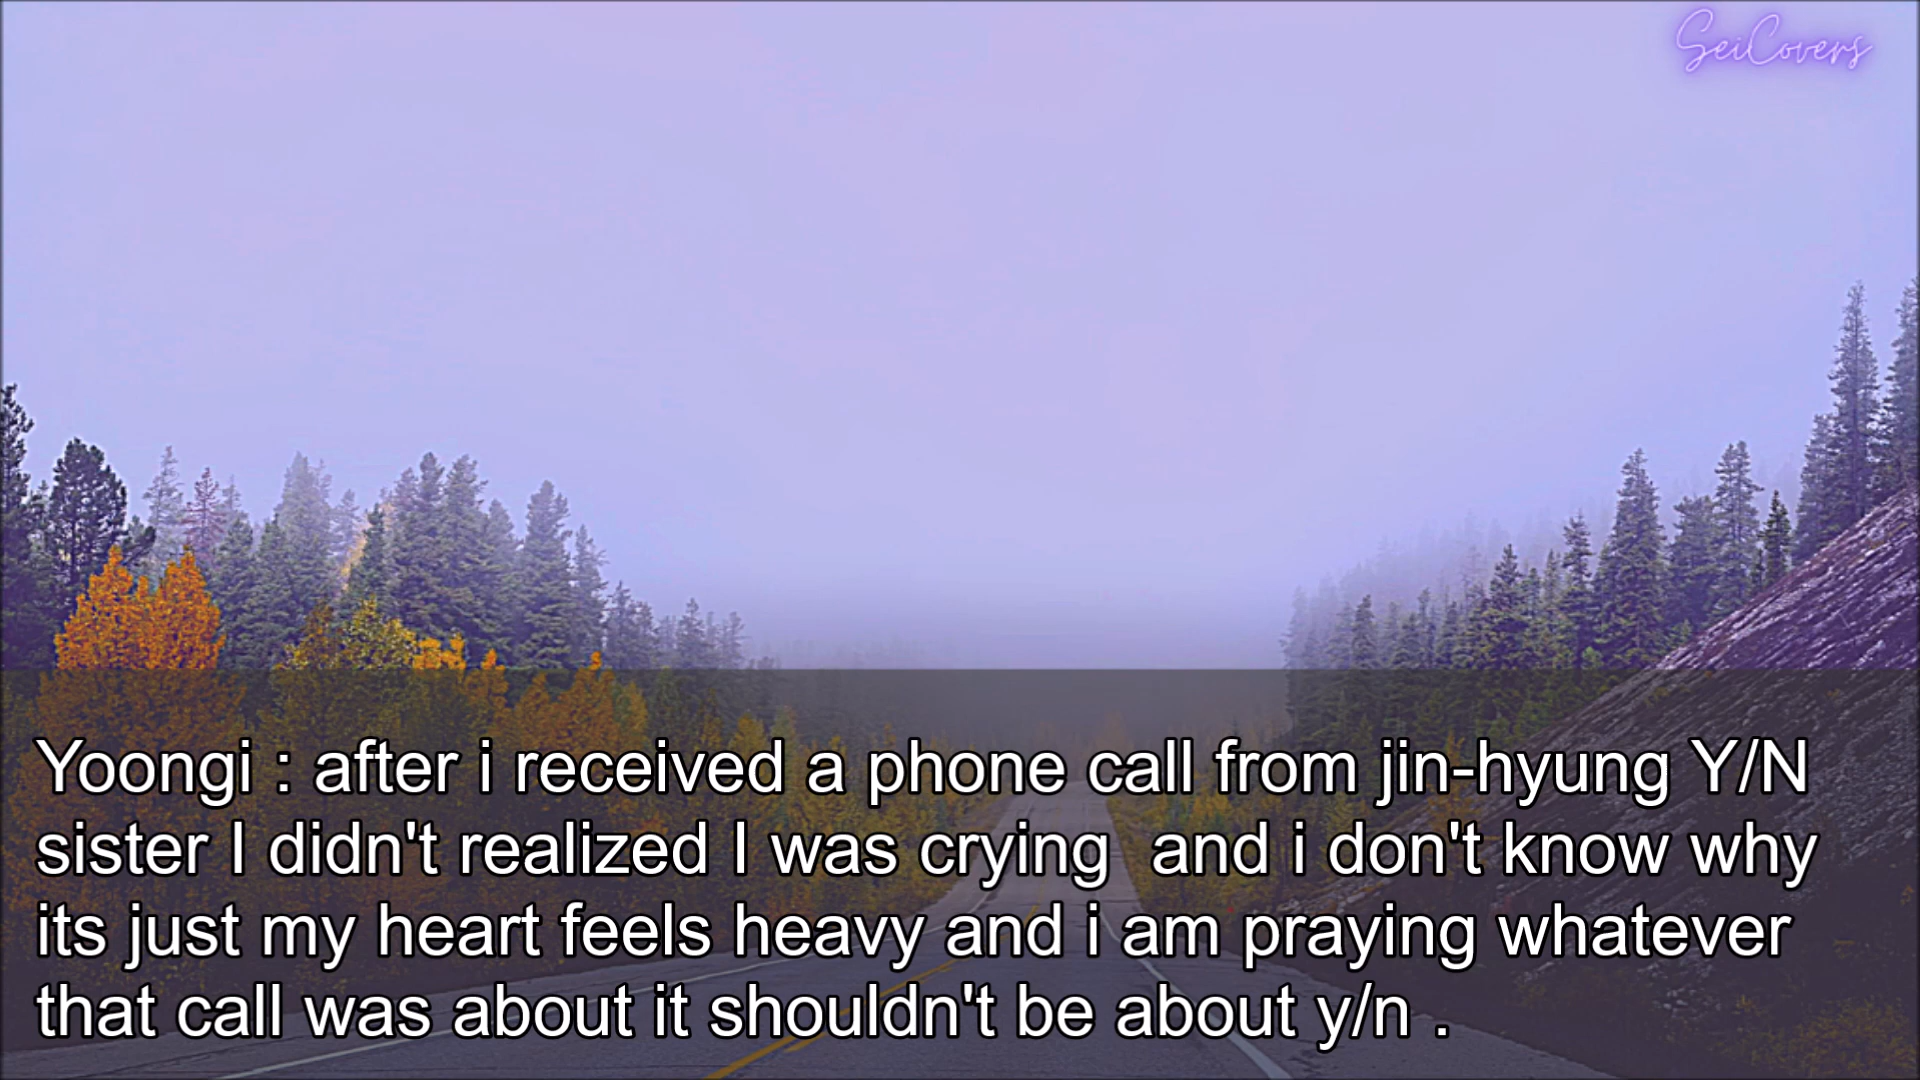 SeiCovers
Yoongi : after i received a phone call from jin-hyung Y/N
sister I didn't realized I was crying  and i don't know why
its just my heart feels heavy and i am praying whatever
that call was about it shouldn't be about y/n .